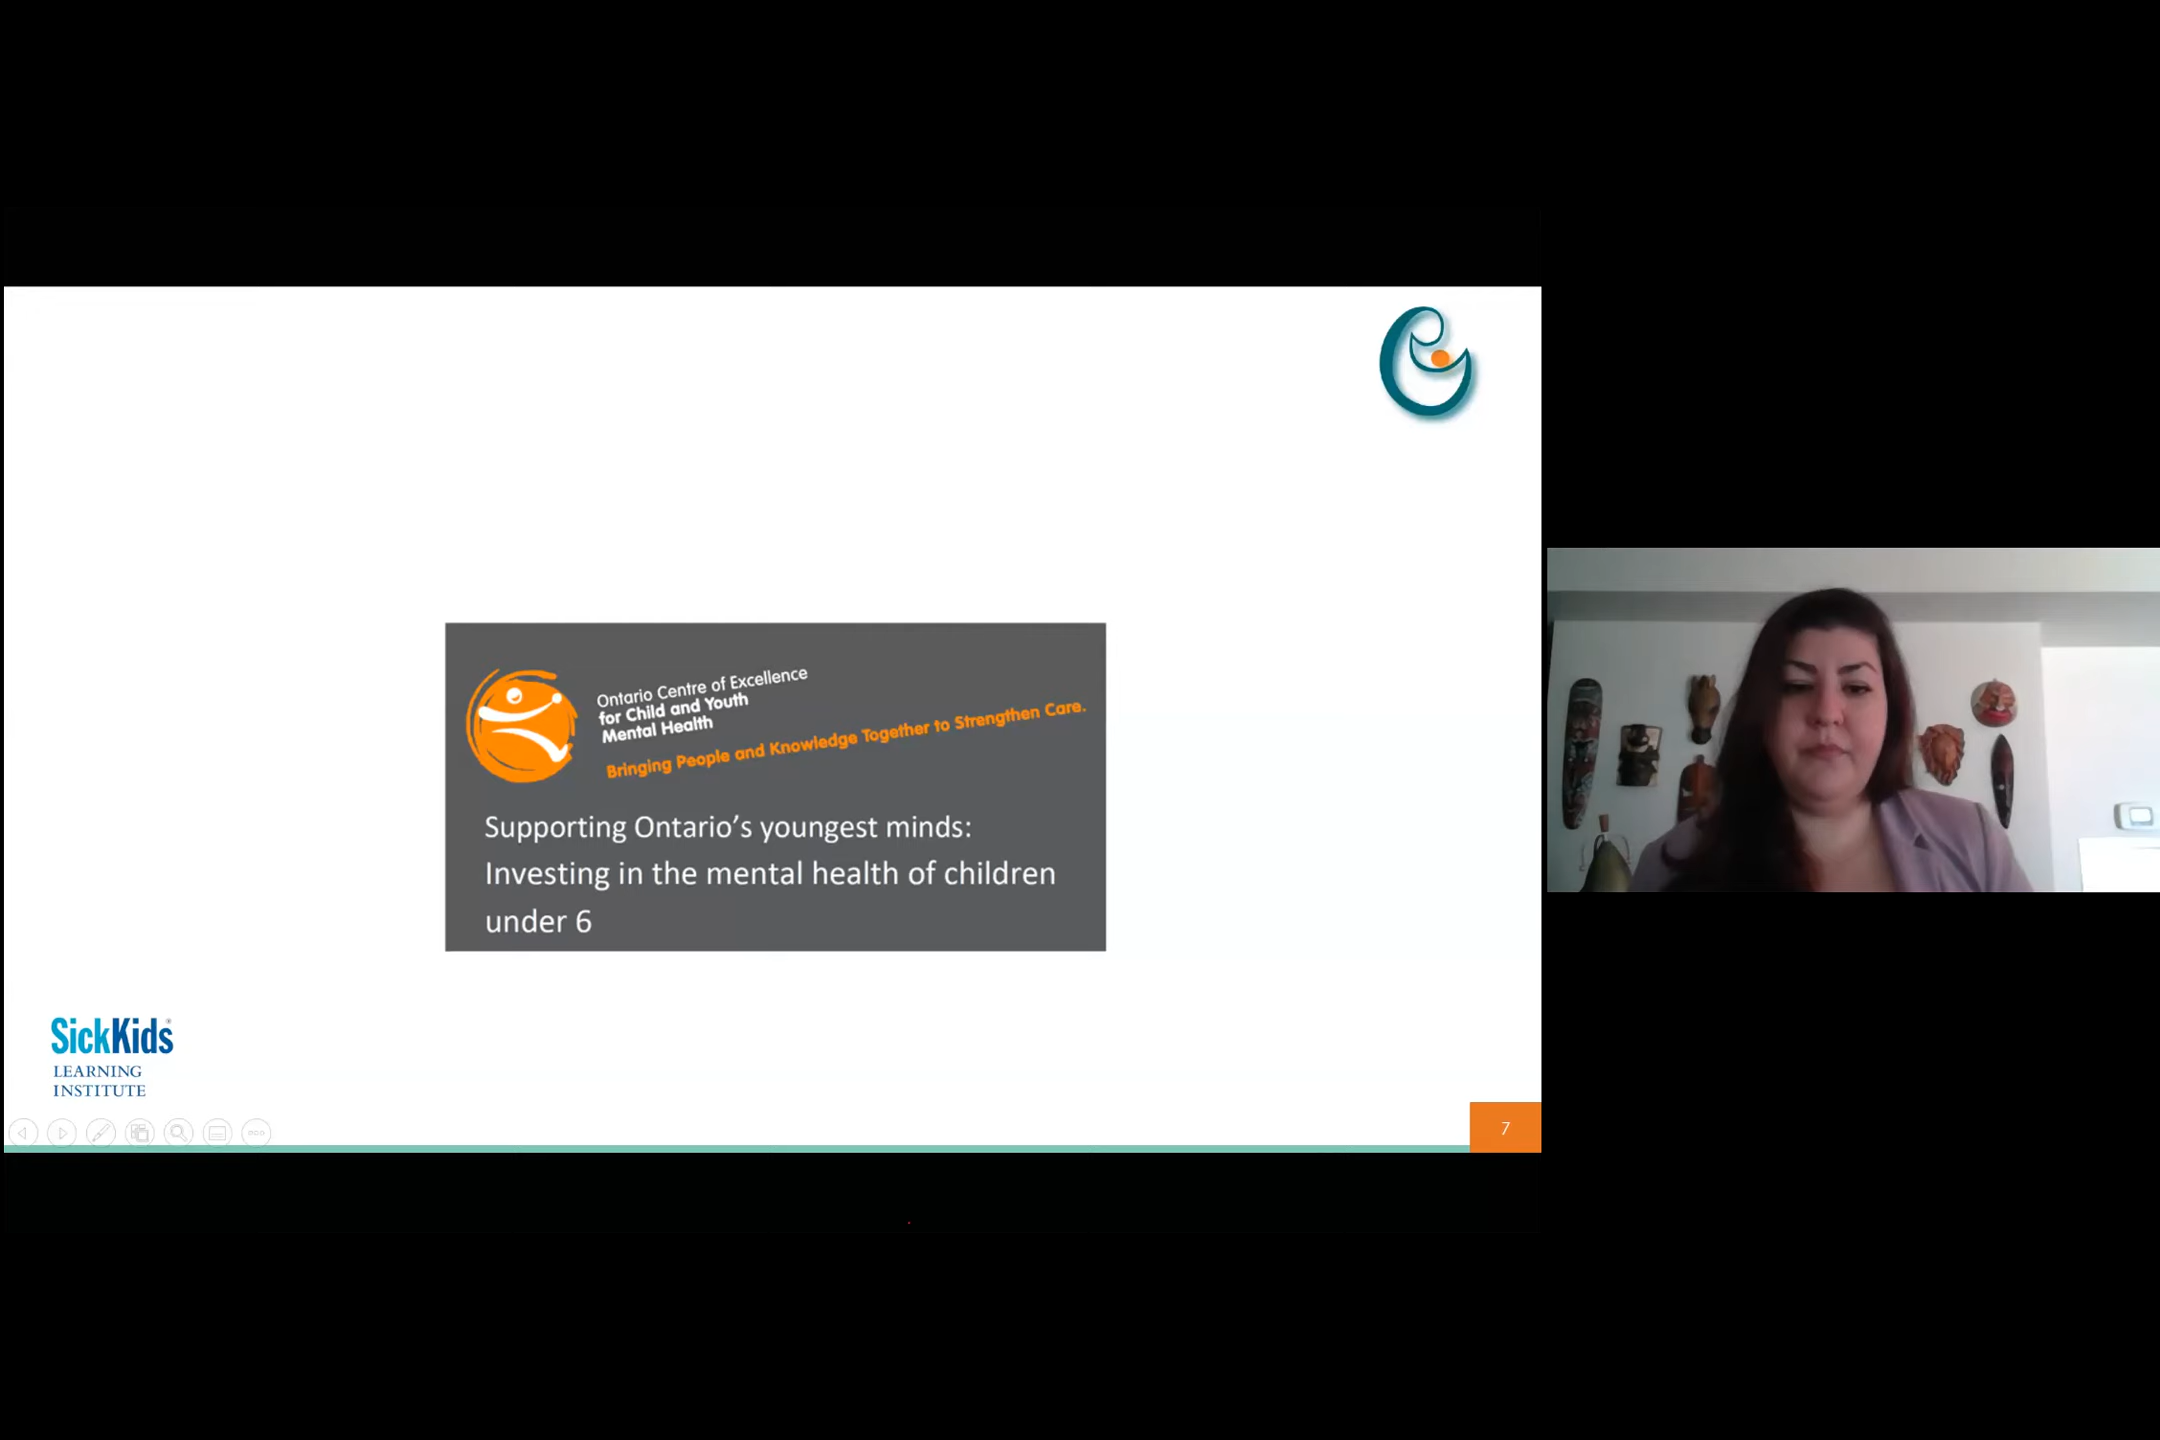 Ontario Centre of Excellence
for Child and Youth
Mental Health
Bringing People and Knowledge Together to Strengthen Care.
Supporting Ontario’s youngest minds:
Investing in the mental health of children
under 6
SickKids®
LEARNING
INSTITUTE
7